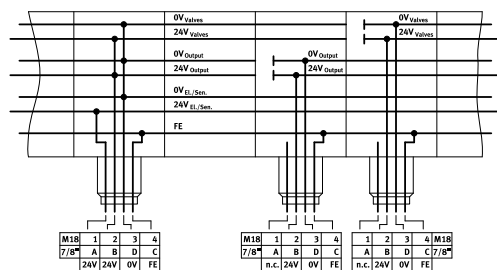 0V Valves
24V Valves
0V Output
24V Output
0V El./Sen.
24V El./Sen.
FE
0V Output
24V Output
0V Valves
24V Valves
M18 1 2 3 4
7/8" A B D C
24V 24V 0V FE
1 2 3 4 M18
A B D C 7/8"
n.c. 24V 0V FE
1 2 3 4 M18
A B D C 7/8"
n.c. 24V 0V FE